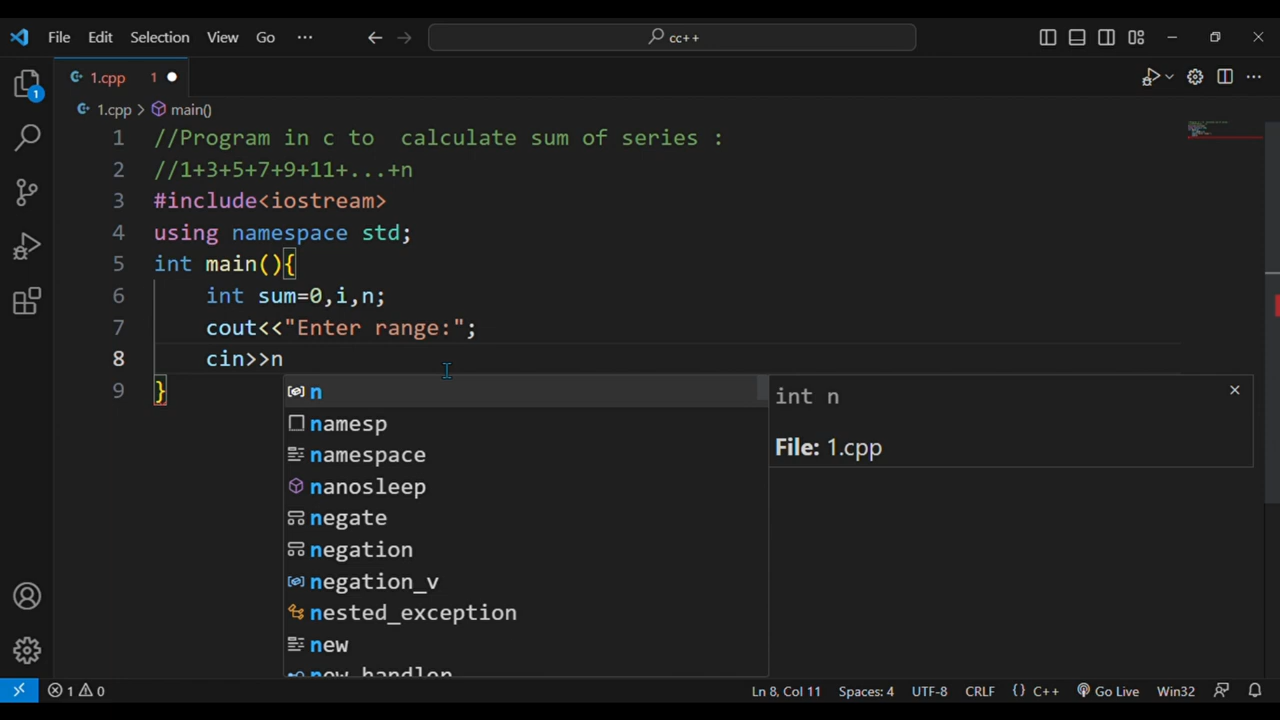 File Edit Selection View Go ··· cc++
1.cpp 1
1.cpp > main()
1 //Program in c to  calculate sum of series :
2 //1+3+5+7+9+11+...+n
3 #include<iostream>
4 using namespace std;
5 int main(){
6 int sum=0,i,n;
7 cout<<"Enter range:";
8 cin>>n
9 }
n
namesp
namespace
nanosleep
negate
negation
negation_v
nested_exception
new
new_handler
int n
File: 1.cpp
1
1 0 Ln 8, Col 11 Spaces: 4 UTF-8 CRLF {} C++ Go Live Win32